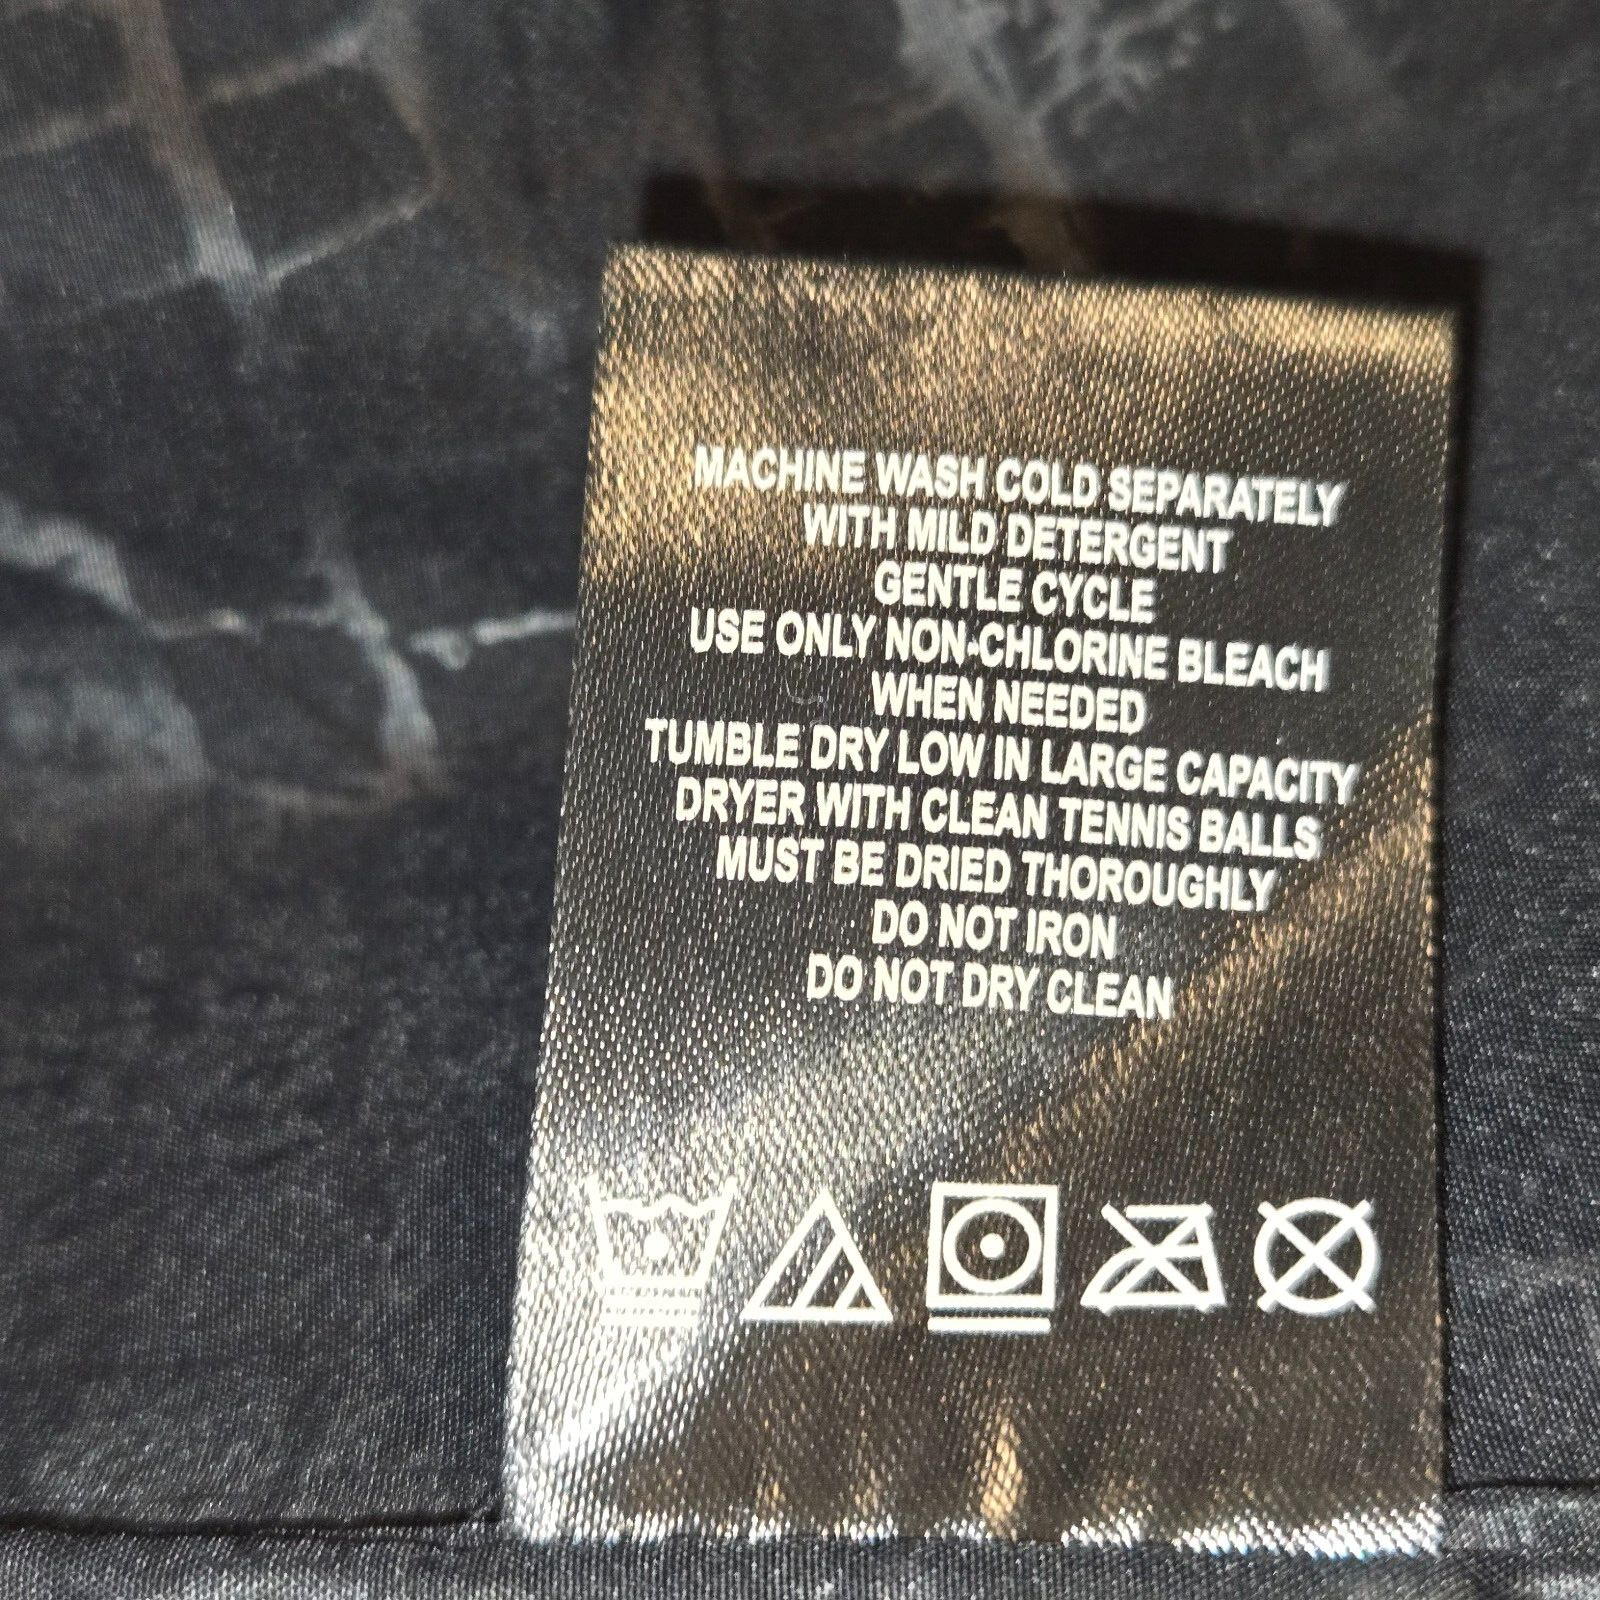 MACHINE WASH COLD SEPARATELY
WITH MILD DETERGENT
GENTLE CYCLE
USE ONLY NON-CHLORINE BLEACH
WHEN NEEDED
TUMBLE DRY LOW IN LARGE CAPACITY
DRYER WITH CLEAN TENNIS BALLS
MUST BE DRIED THOROUGHLY
DO NOT IRON
DO NOT DRY CLEAN